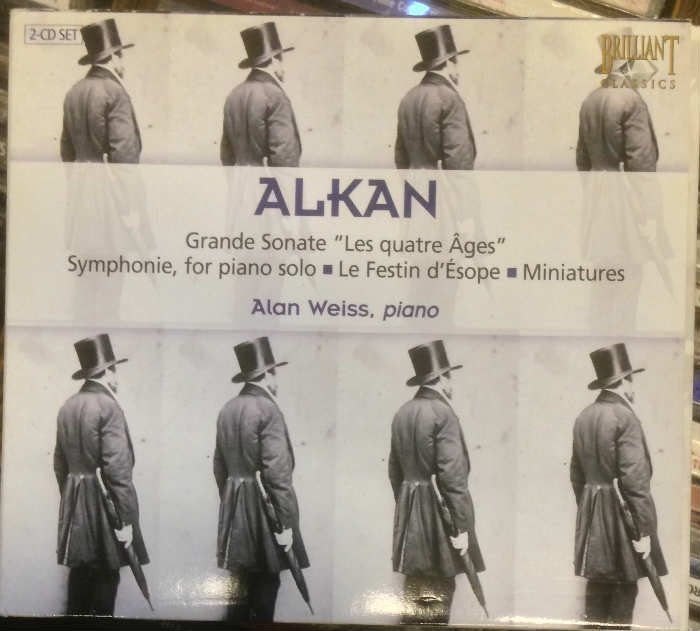 2-CD SET
BRILLIANT
CLASSICS
ALKAN
Grande Sonate "Les quatre Âges"
Symphonie, for piano solo ■ Le Festin d'Ésope ■ Miniatures
Alan Weiss, piano